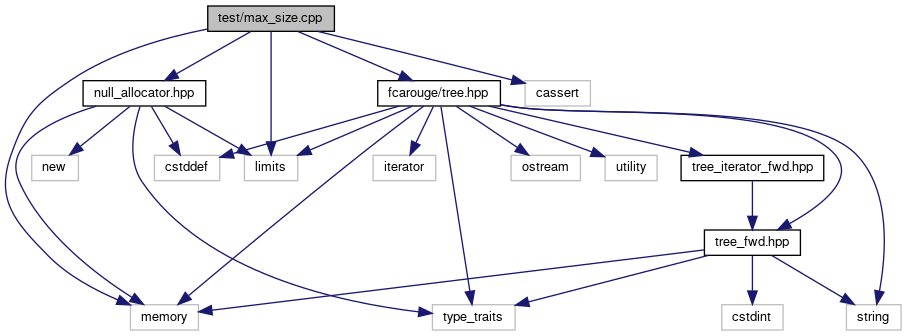 test/max_size.cpp
null_allocator.hpp
fcarouge/tree.hpp
cassert
new
cstddef
limits
iterator
ostream
utility
tree_iterator_fwd.hpp
tree_fwd.hpp
memory
type_traits
cstdint
string